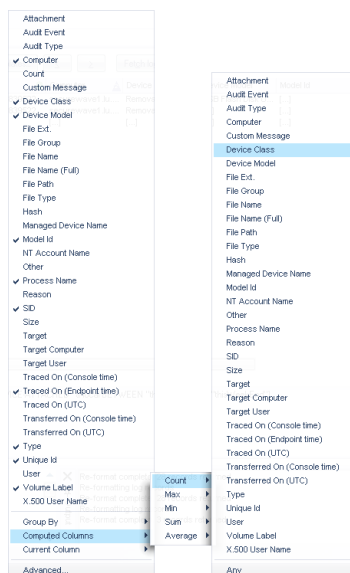 Attachment
Audit Event
Audit Type
Computer
Count
Custom Message
Device Class
Device Model
File Ext.
File Group
File Name
File Name (Full)
File Path
File Type
Hash
Managed Device Name
Model Id
NT Account Name
Other
Process Name
Reason
SID
Size
Target
Target Computer
Target User
Traced On (Console time)
Traced On (Endpoint time)
Traced On (UTC)
Transferred On (Console time)
Transferred On (UTC)
Type
Unique Id
User
Volume Label
X.500 User Name
Group By
Computed Columns
Current Column
Advanced...
Count
Max
Min
Sum
Average
Attachment
Audit Event
Audit Type
Computer
Custom Message
Device Class
Device Model
File Ext.
File Group
File Name
File Name (Full)
File Path
File Type
Hash
Managed Device Name
Model Id
NT Account Name
Other
Process Name
Reason
SID
Size
Target
Target Computer
Target User
Traced On (Console time)
Traced On (Endpoint time)
Traced On (UTC)
Transferred On (Console time)
Transferred On (UTC)
Type
Unique Id
User
Volume Label
X.500 User Name
Any